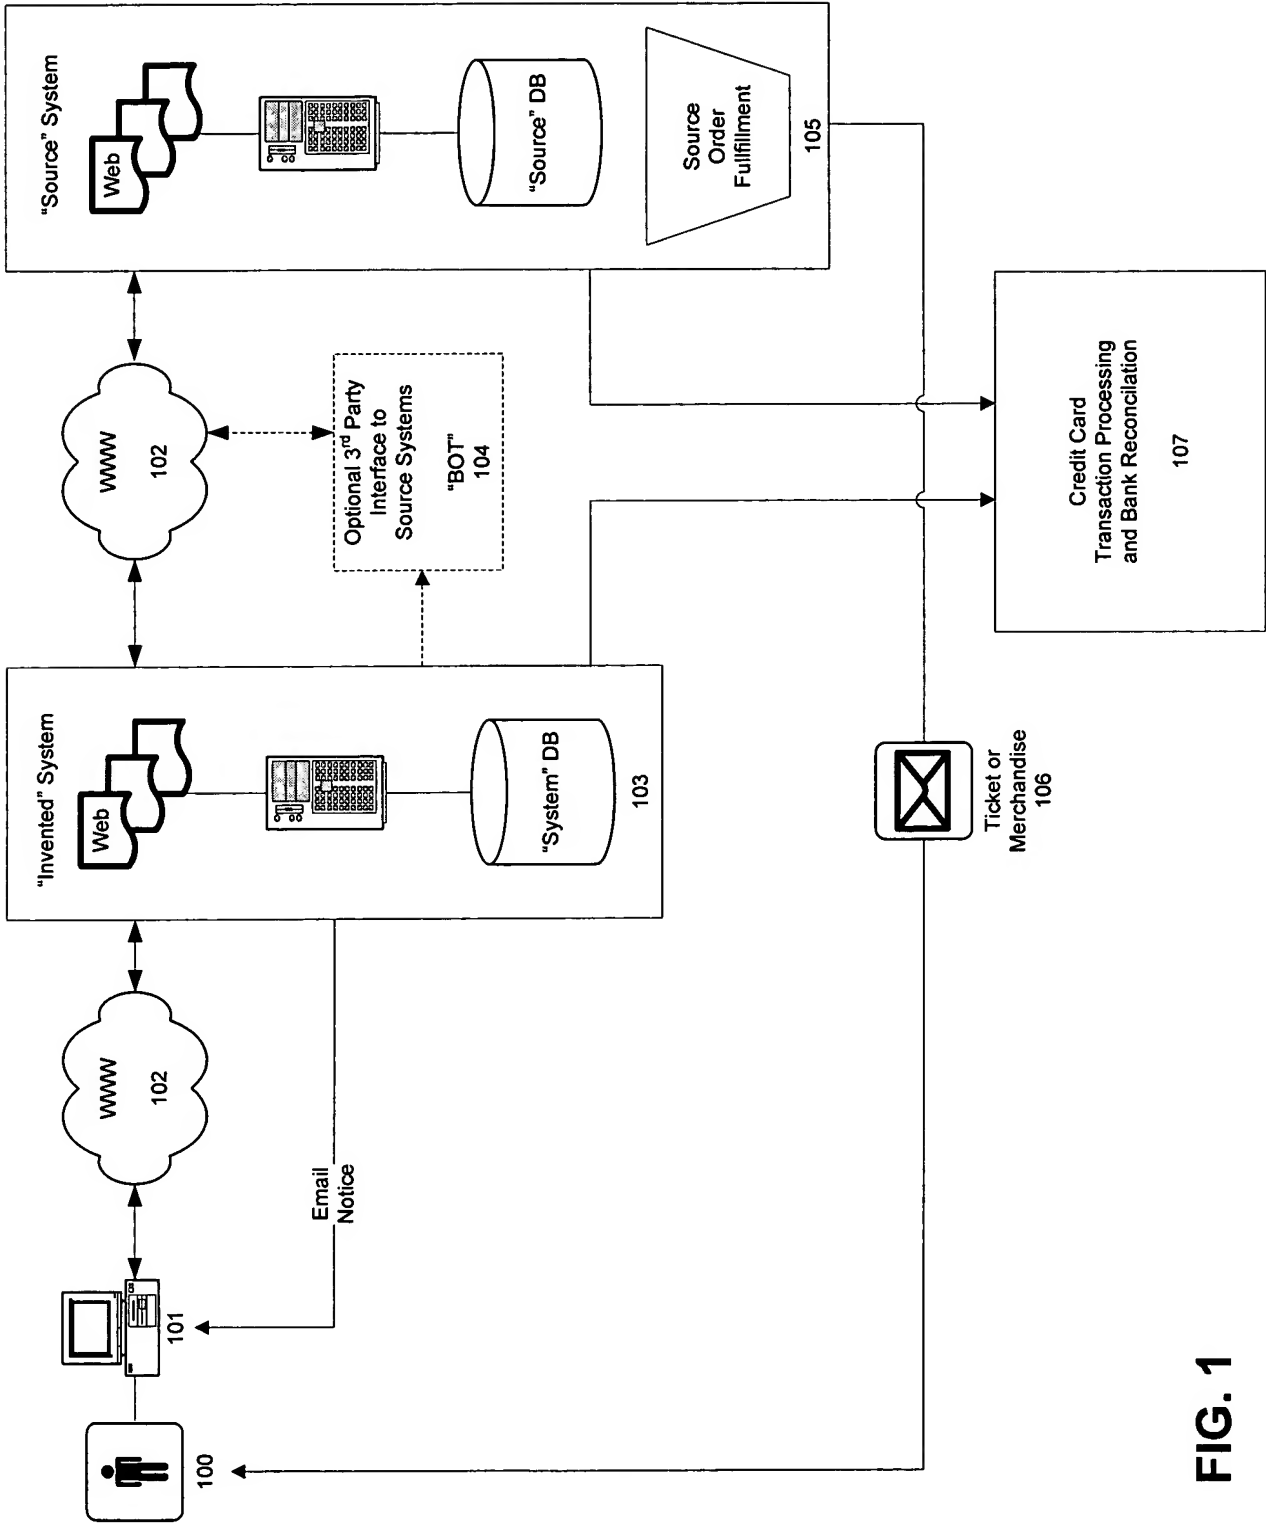 "Invented" System
"Source" System
Web
Web
WWW
102
WWW
102
101
100
Email
Notice
"System" DB
103
Optional 3rd Party
Interface to
Source Systems
"BOT"
104
"Source" DB
Source
Order
Fullfillment
105
Ticket or
Merchandise
106
Credit Card
Transaction Processing
and Bank Reconcilation
107
FIG. 1